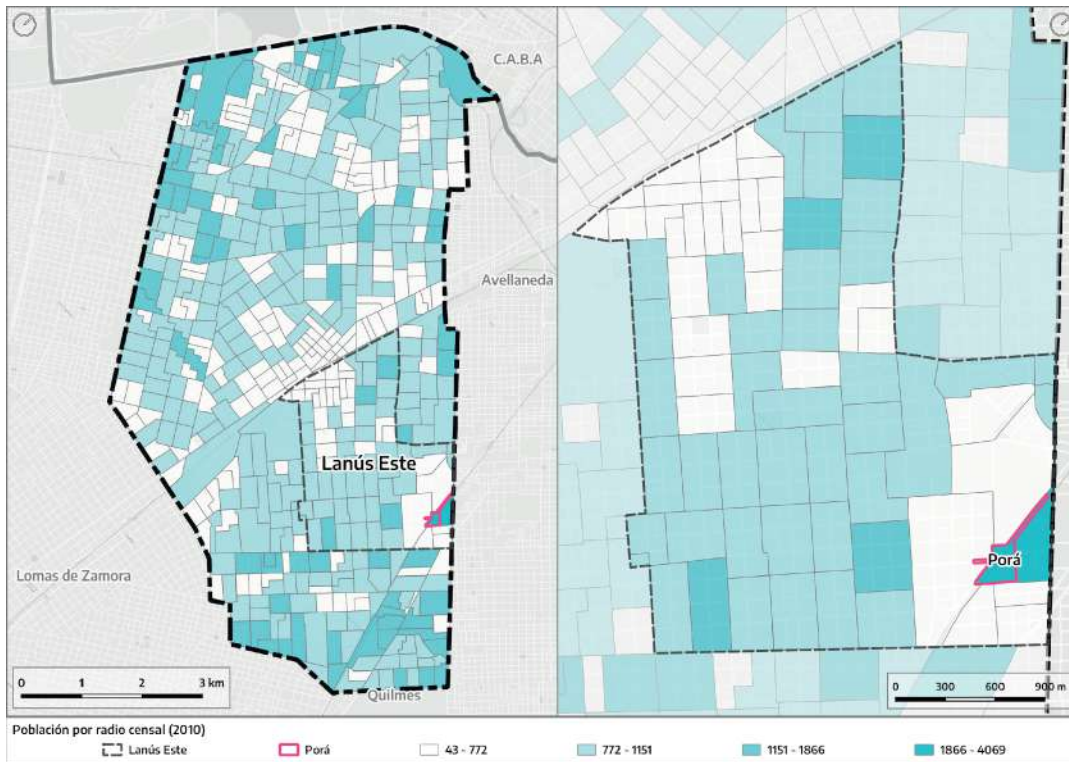 C.A.B.A
Avellaneda
Lanús Este
Lomas de Zamora
Quilmes
0 1 2 3 km
Porá
0 300 600 900 m
Población por radio censal (2010)
Lanús Este Porá 43 - 772 772 - 1151 1151 - 1866 1866 - 4069